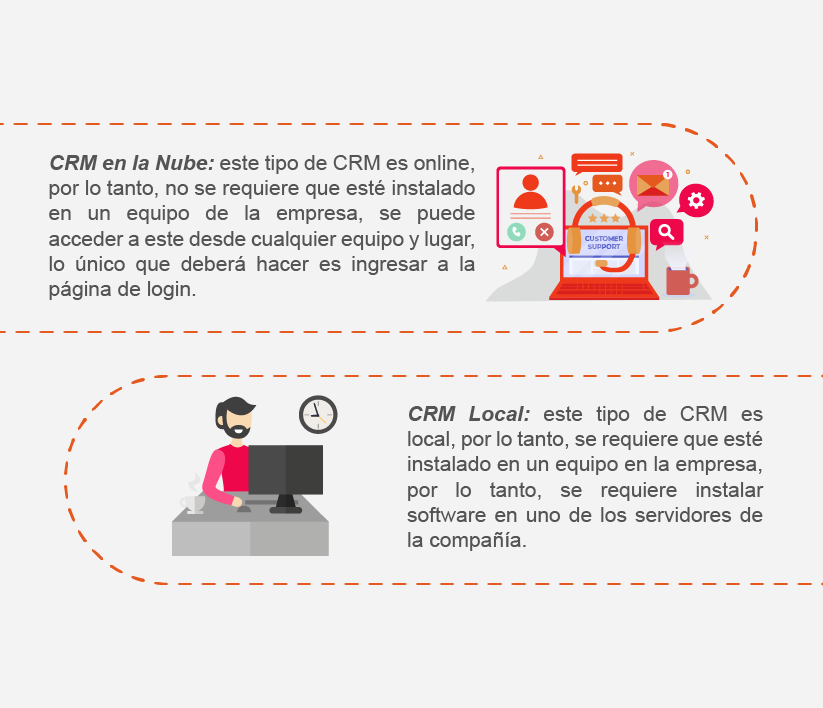 CRM en la Nube: este tipo de CRM es online,
por lo tanto, no se requiere que esté instalado
en un equipo de la empresa, se puede
acceder a este desde cualquier equipo y lugar,
lo único que deberá hacer es ingresar a la
página de login.
1
CUSTOMER
SUPPORT
CRM Local: este tipo de CRM es
local, por lo tanto, se requiere que esté
instalado en un equipo en la empresa,
por lo tanto, se requiere instalar
software en uno de los servidores de
la compañía.